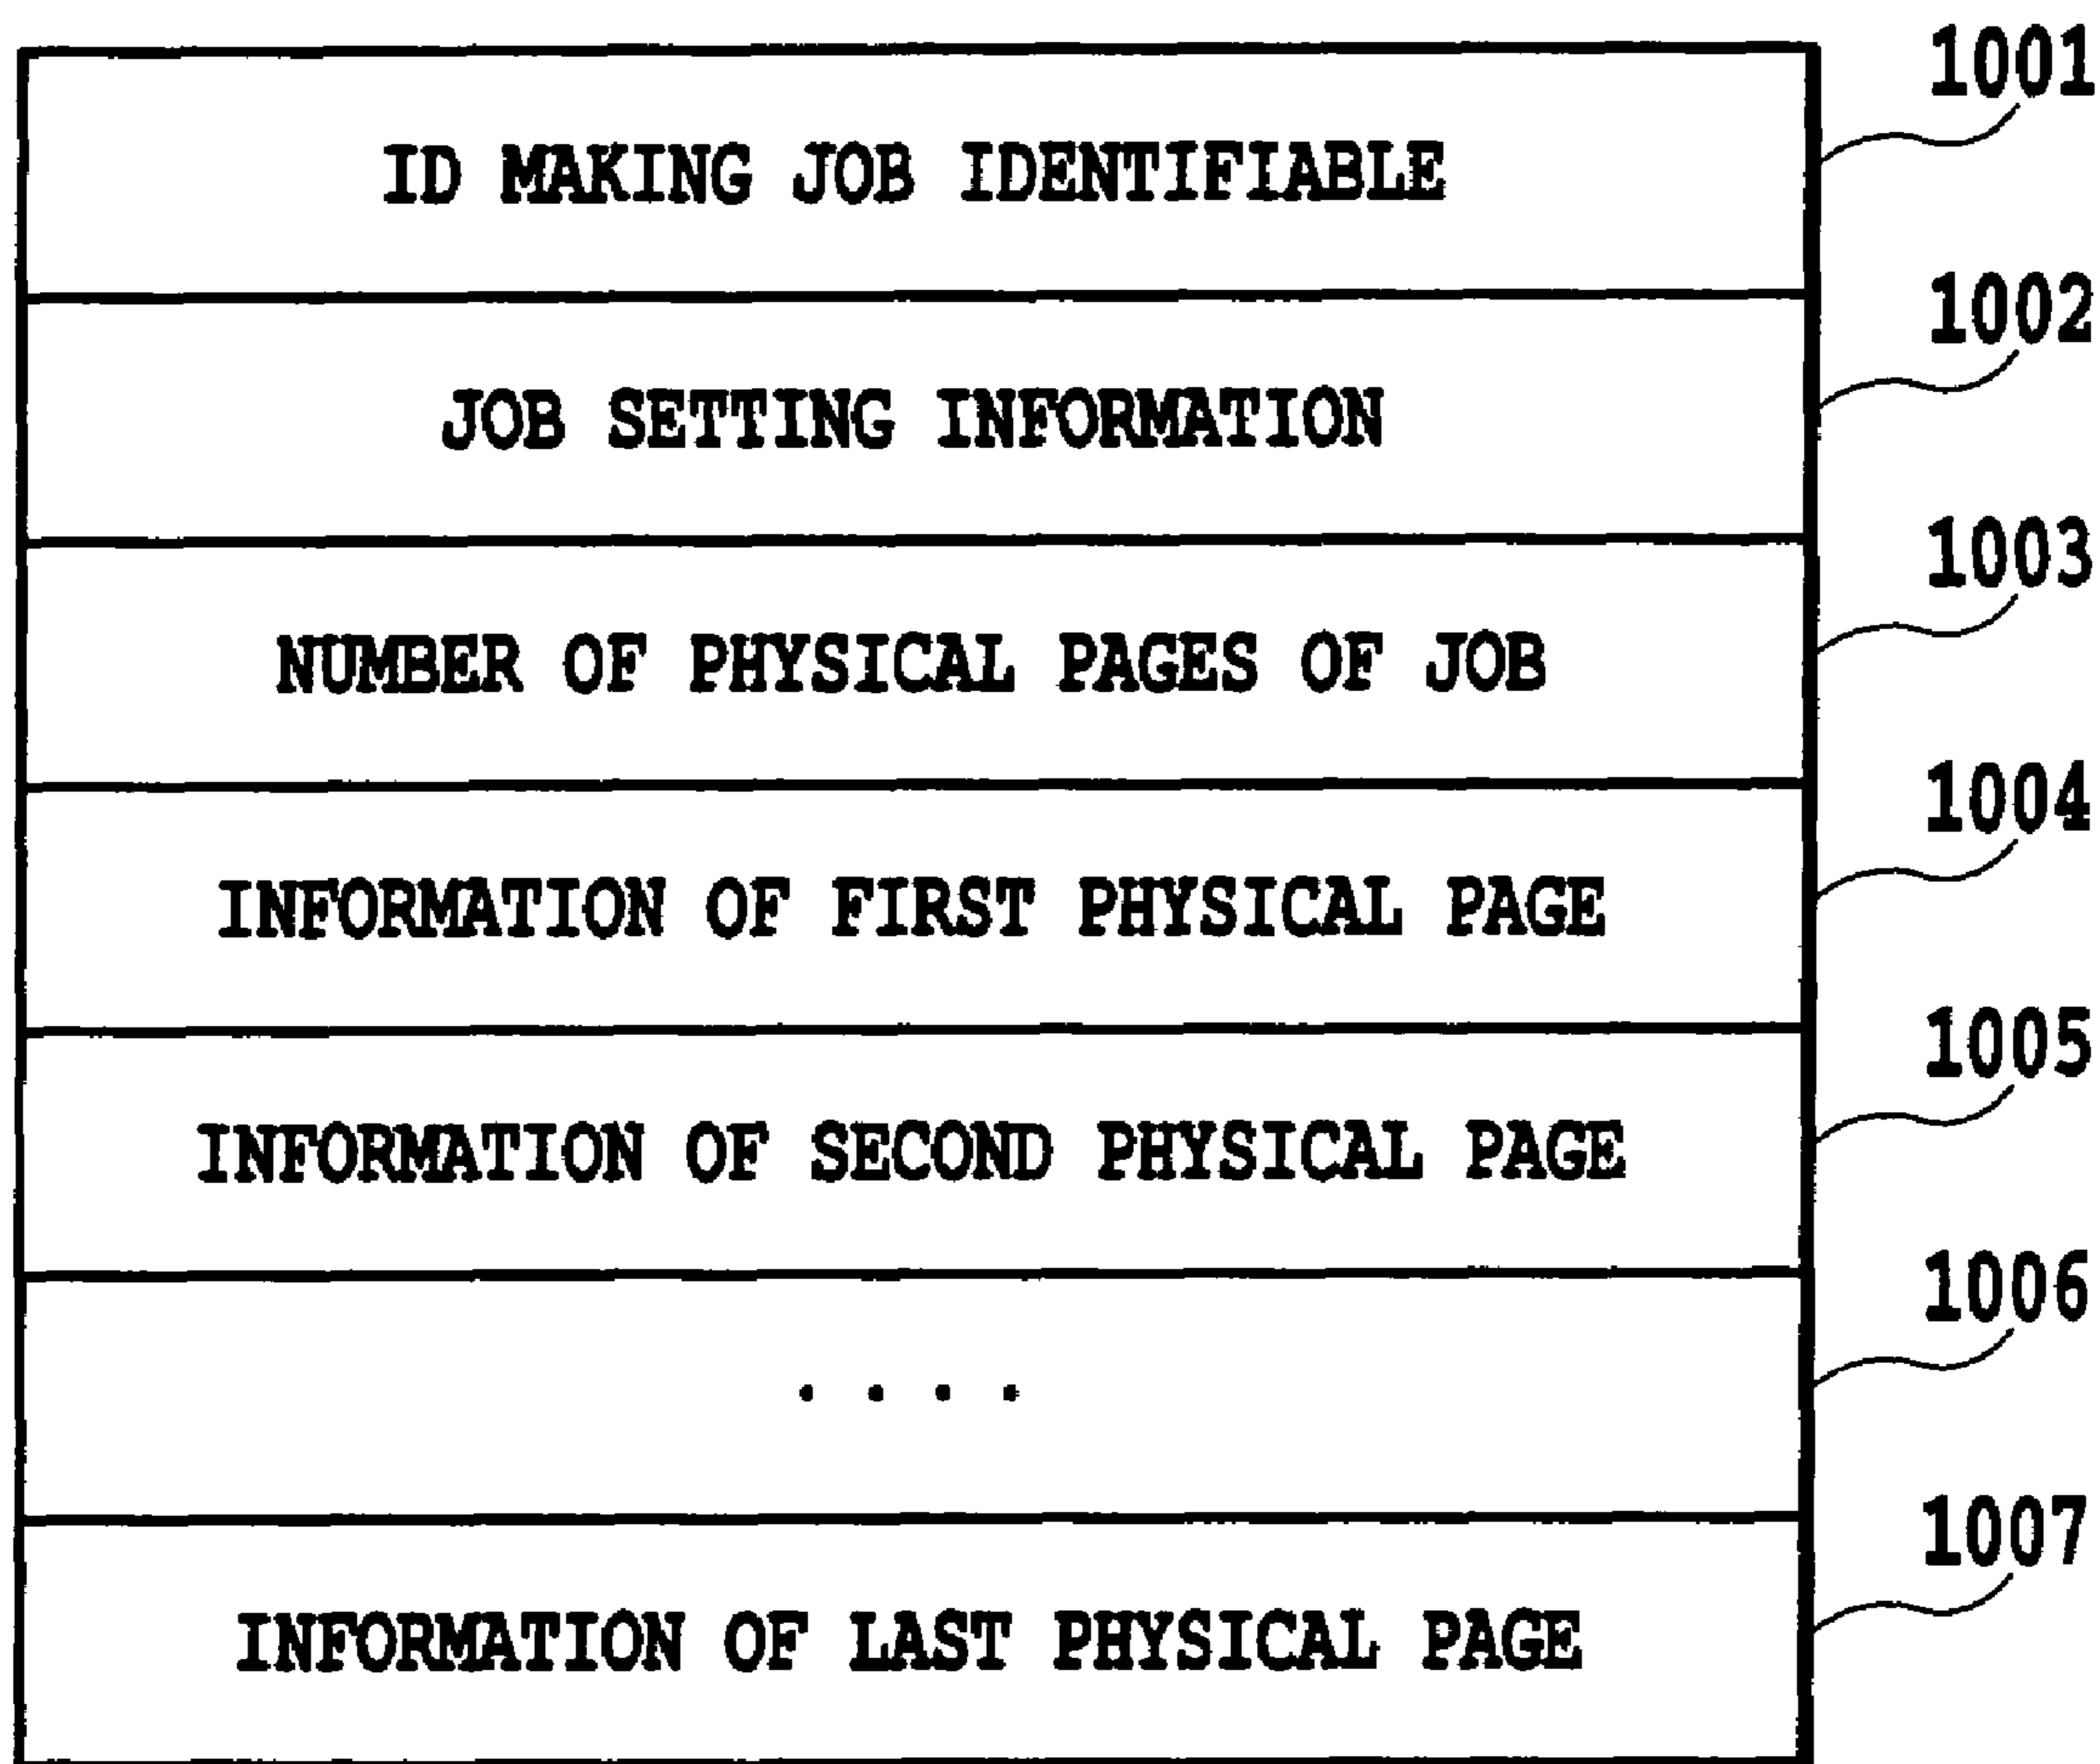 1001
ID MAKING JOB IDENTIFIABLE
1002
JOB SETTING INFORMATION
1003
NUMBER OF PHYSICAL PAGES OF JOB
1004
INFORMATION OF FIRST PHYSICAL PAGE
1005
INFORMATION OF SECOND PHYSICAL PAGE
1006
. . . .
1007
INFORMATION OF LAST PHYSICAL PAGE